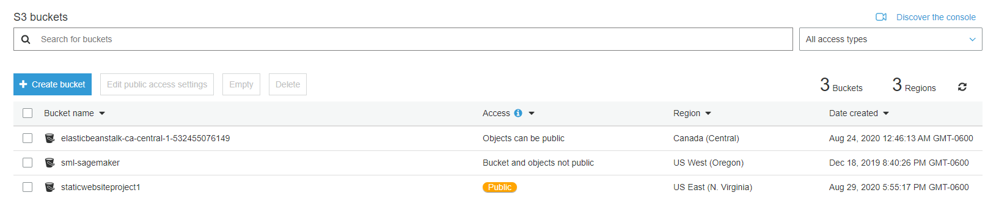 S3 buckets
Discover the console
Search for buckets
All access types
Create bucket Edit public access settings Empty Delete
3 Buckets 3 Regions
Bucket name Access Region Date created
elasticbeanstalk-ca-central-1-532455076149 Objects can be public Canada (Central) Aug 24, 2020 12:46:13 AM GMT-0600
sml-sagemaker Bucket and objects not public US West (Oregon) Dec 18, 2019 8:40:26 PM GMT-0600
staticwebsiteproject1 Public US East (N. Virginia) Aug 29, 2020 5:55:17 PM GMT-0600